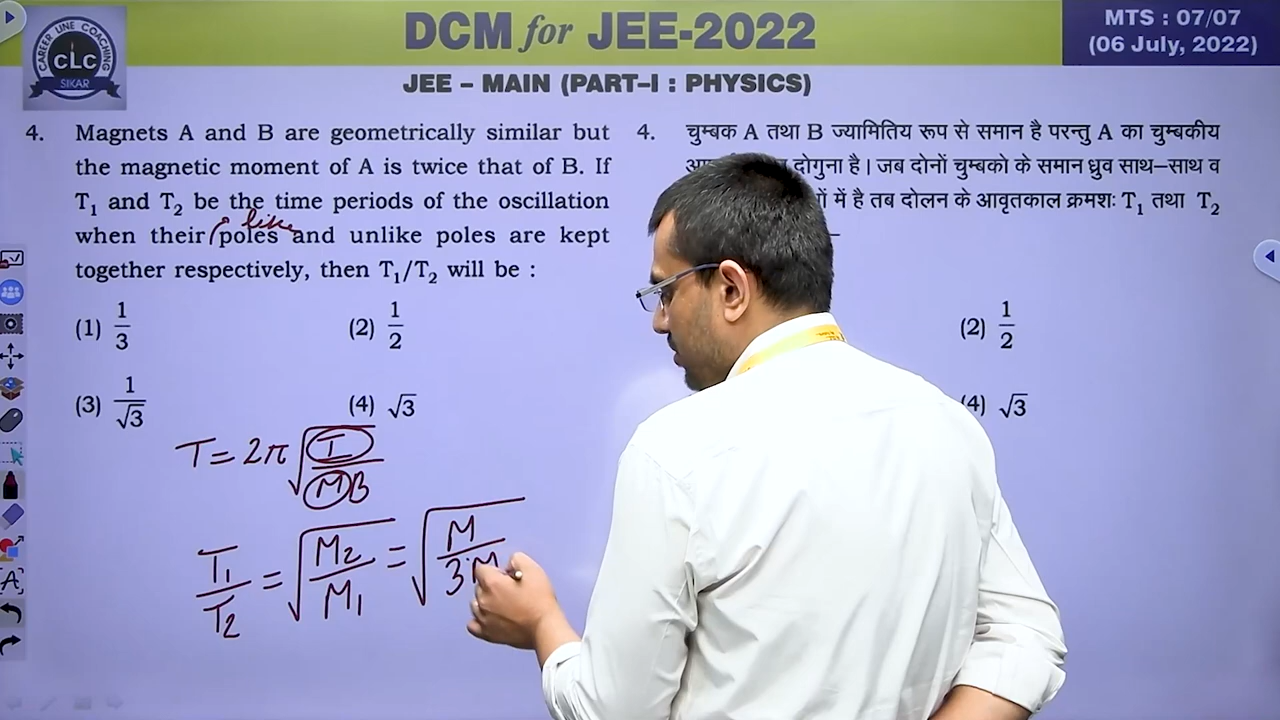 DCM for JEE-2022
MTS : 07/07
(06 July, 2022)
CAREER LINE COACHING
CLC
SIKAR
JEE – MAIN (PART–I : PHYSICS)
4. Magnets A and B are geometrically similar but
the magnetic moment of A is twice that of B. If
T₁ and T₂ be the time periods of the oscillation
like
when their poles and unlike poles are kept
together respectively, then T₁/T₂ will be :
(1) 1/3
(2) 1/2
(3) 1/√3
(4) √3
4. चुम्बक A तथा B ज्यामितिय रूप से समान है परन्तु A का चुम्बकीय
दोगुना है। जब दोनों चुम्बको के समान ध्रुव साथ–साथ व
में है तब दोलन के आवृतकाल क्रमशः T₁ तथा T₂
(2) 1/2
(4) √3
T = 2π √(I/MB)
T₁/T₂ = √(M₂/M₁) = √(M/3M)